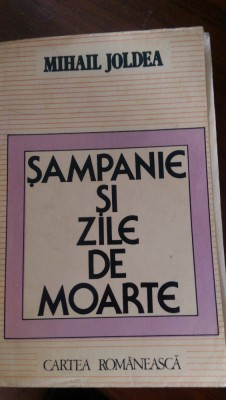 MIHAIL JOLDEA
ŞAMPANIE
ŞI
ZILE
DE
MOARTE
CARTEA ROMÂNEASCĂ